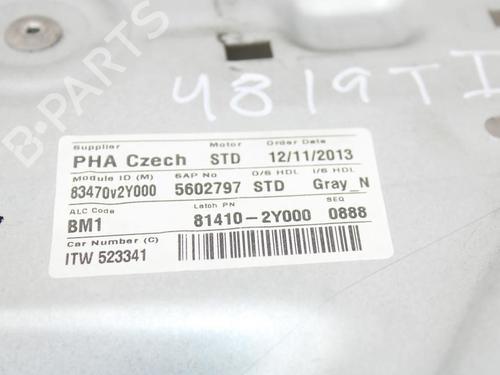 B-PARTS
4819TI
Supplier Motor Order Date
PHA Czech STD 12/11/2013
Module ID (M) SAP No O/S HDL I/S HDL
83470v2Y000 5602797 STD Gray_N
ALC Code Latch PN SEQ
BM1 81410-2Y000 0888
Car Number (C)
ITW 523341